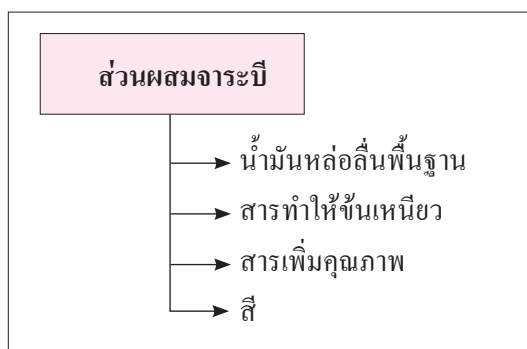 ส่วนผสมจาระบี
น้ำมันหล่อลื่นพื้นฐาน
สารทำให้ข้นเหนียว
สารเพิ่มคุณภาพ
สี